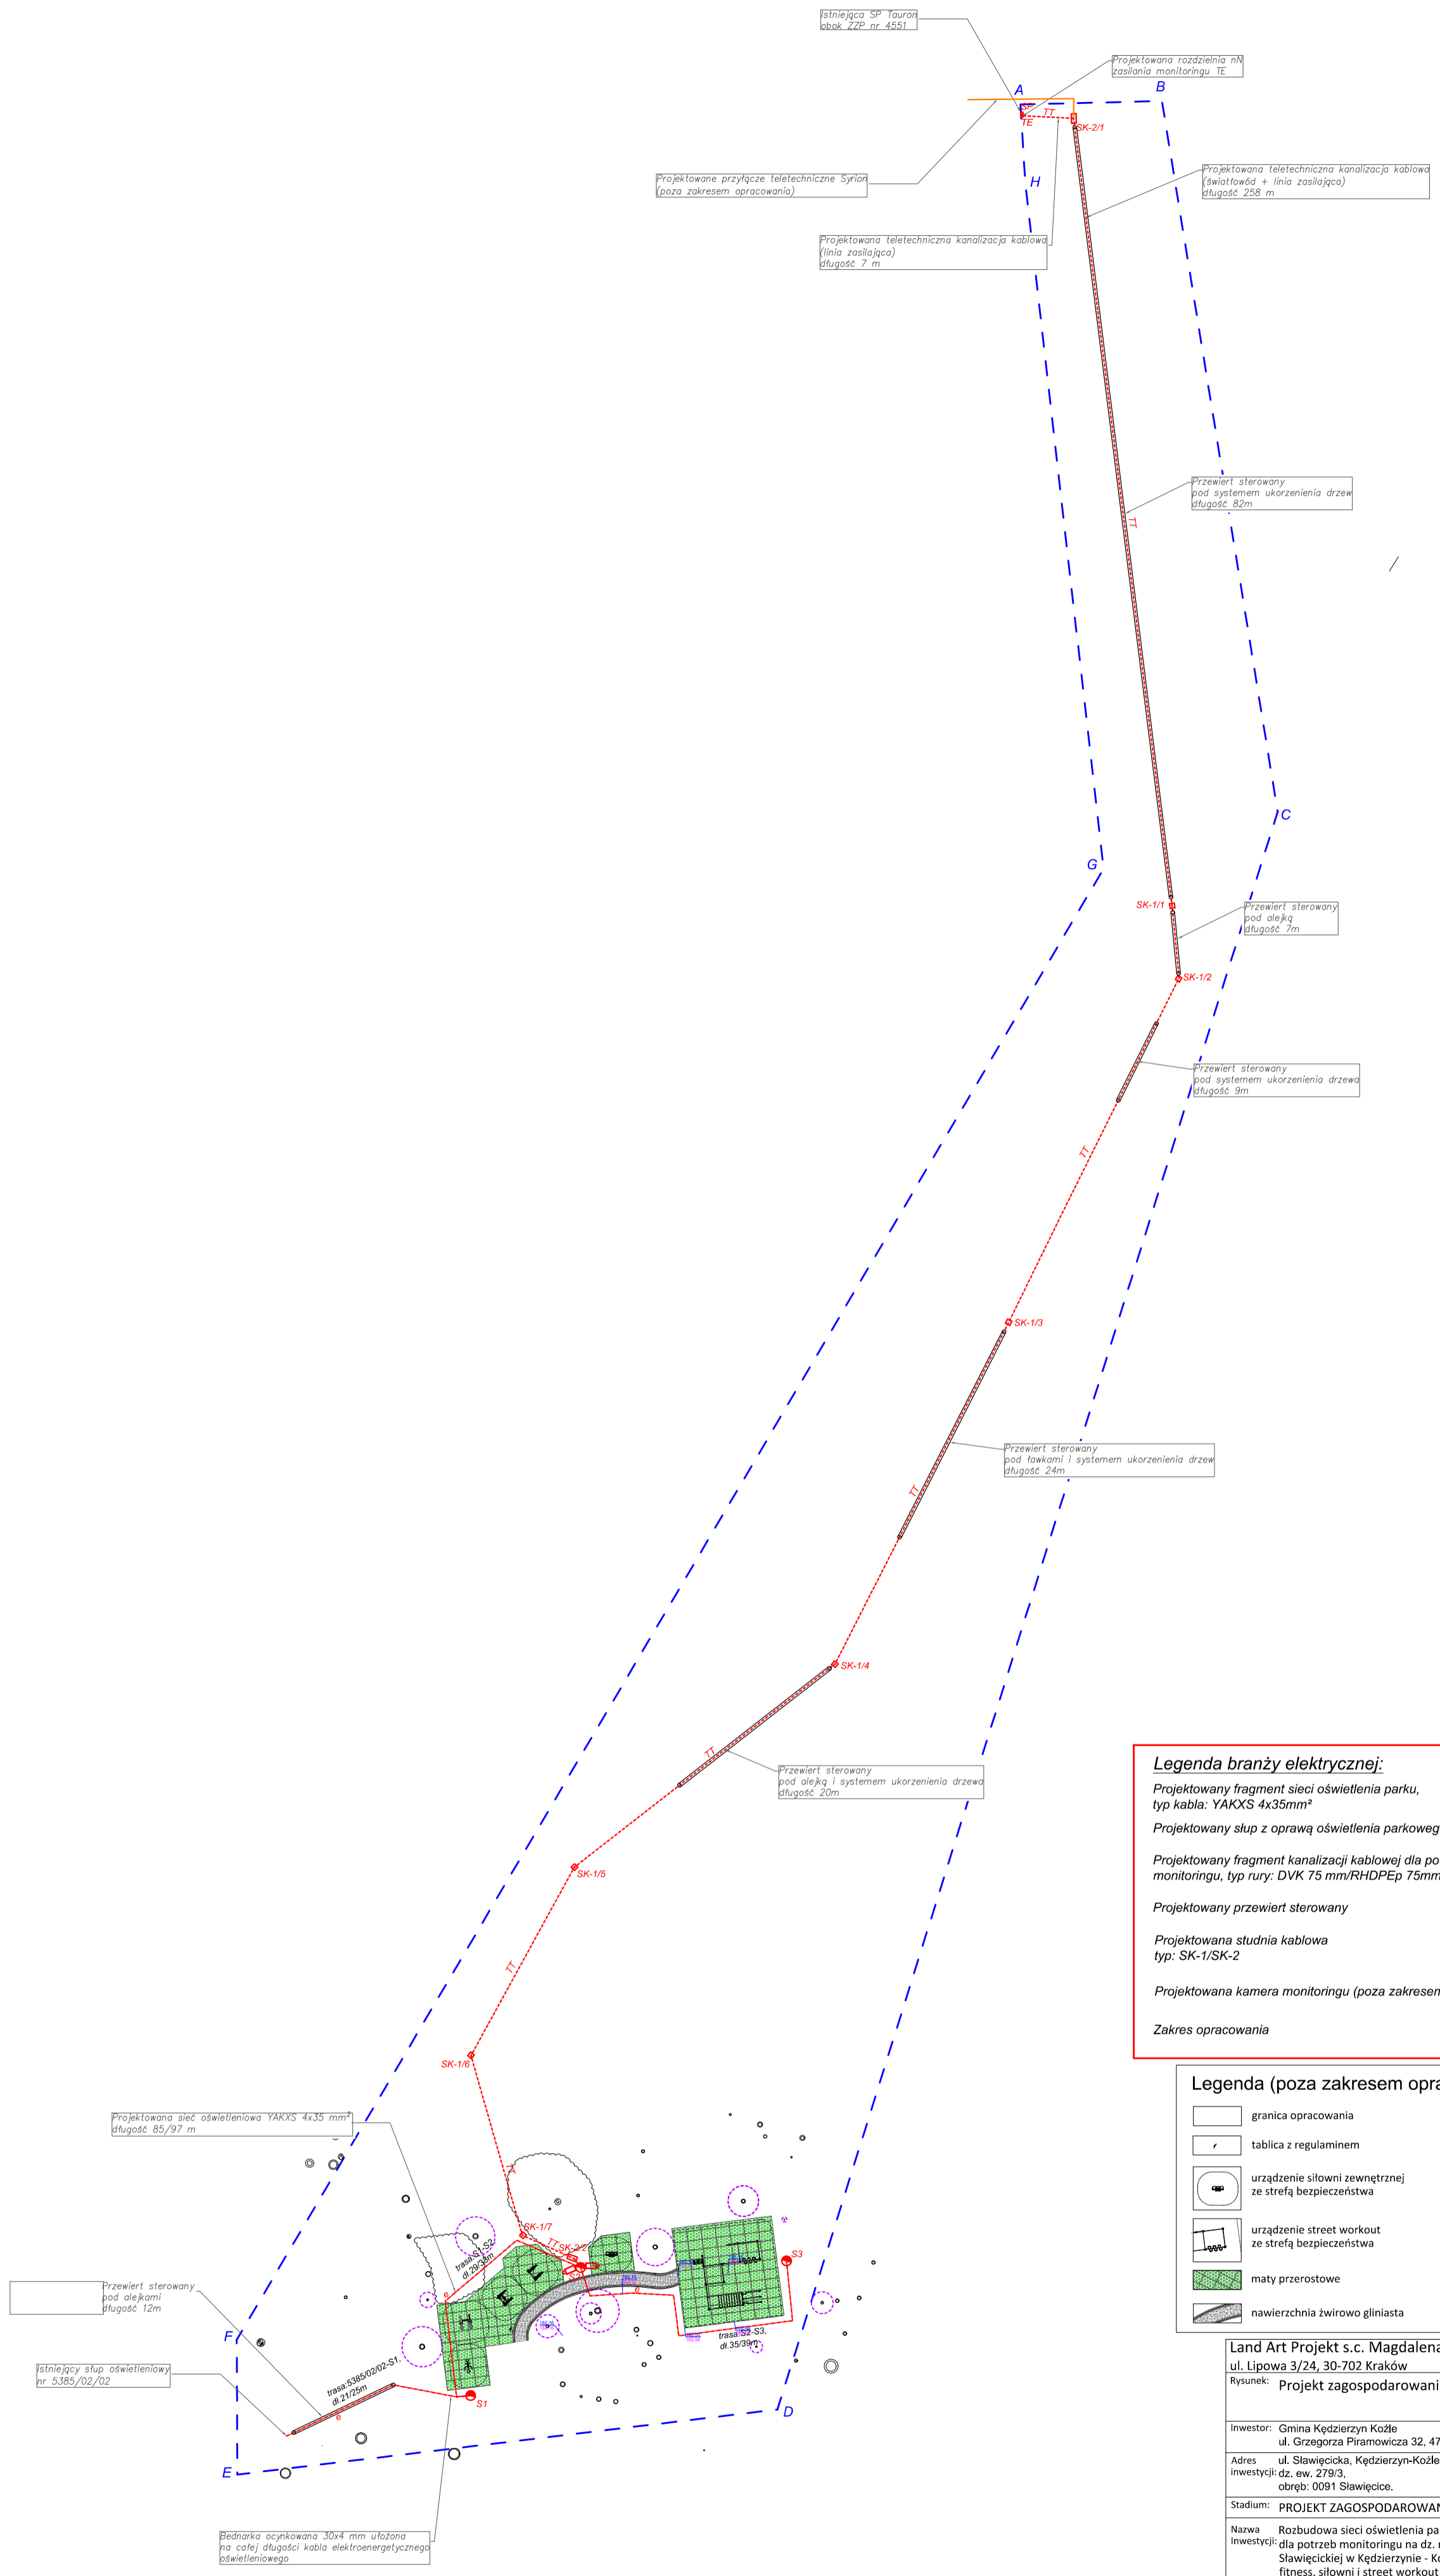 Istniejąca SP Tauron
obok ZZP nr 4551
Projektowana rozdzielnia nN
zasilania monitoringu TE
A
B
SP
TE
TT
SK-2/1
Projektowane przyłącze teletechniczne Syrion
(poza zakresem opracowania)
H
Projektowana teletechniczna kanalizacja kablowa
(światłowód + linia zasilająca)
długość 258 m
Projektowana teletechniczna kanalizacja kablowa
(linia zasilająca)
długość 7 m
Przewiert sterowany
pod systemem ukorzenienia drzew
długość 82m
TT
C
G
SK-1/1
Przewiert sterowany
pod alejką
długość 7m
SK-1/2
Przewiert sterowany
pod systemem ukorzenienia drzewa
długość 9m
TT
SK-1/3
Przewiert sterowany
pod ławkami i systemem ukorzenienia drzew
długość 24m
TT
SK-1/4
TT
Przewiert sterowany
pod alejką i systemem ukorzenienia drzewa
długość 20m
SK-1/5
TT
SK-1/6
Legenda branży elektrycznej:
Projektowany fragment sieci oświetlenia parku,
typ kabla: YAKXS 4x35mm²
Projektowany słup z oprawą oświetlenia parkoweg
Projektowany fragment kanalizacji kablowej dla po
monitoringu, typ rury: DVK 75 mm/RHDPEp 75mm
Projektowany przewiert sterowany
Projektowana studnia kablowa
typ: SK-1/SK-2
Projektowana kamera monitoringu (poza zakresem
Zakres opracowania
Projektowana sieć oświetleniowa YAKXS 4x35 mm²
długość 85/97 m
TT
SK-1/7
TT
SK-2/2
trasa:S1-S2,
dł.29/33m
S3
e
e
trasa:S2-S3,
dł.35/39m
Przewiert sterowany
pod alejkami
długość 12m
F
Istniejący słup oświetleniowy
nr 5385/02/02
trasa:5385/02/02-S1,
dł.21/25m
e
S1
D
E
Bednarka ocynkowana 30x4 mm ułożona
na całej długości kabla elektroenergetycznego
oświetleniowego
Legenda (poza zakresem opra
granica opracowania
tablica z regulaminem
urządzenie siłowni zewnętrznej
ze strefą bezpieczeństwa
urządzenie street workout
ze strefą bezpieczeństwa
maty przerostowe
nawierzchnia żwirowo gliniasta
Land Art Projekt s.c. Magdalena
ul. Lipowa 3/24, 30-702 Kraków
Rysunek: Projekt zagospodarowani
Inwestor: Gmina Kędzierzyn Koźle
ul. Grzegorza Piramowicza 32, 47
Adres inwestycji: ul. Sławięcicka, Kędzierzyn-Koźle
dz. ew. 279/3,
obręb: 0091 Sławięcice,
Stadium: PROJEKT ZAGOSPODAROWAN
Nazwa Inwestycji: Rozbudowa sieci oświetlenia pa
dla potrzeb monitoringu na dz. n
Sławięcickiej w Kędzierzynie - Ko
fitness, siłowni i street workout